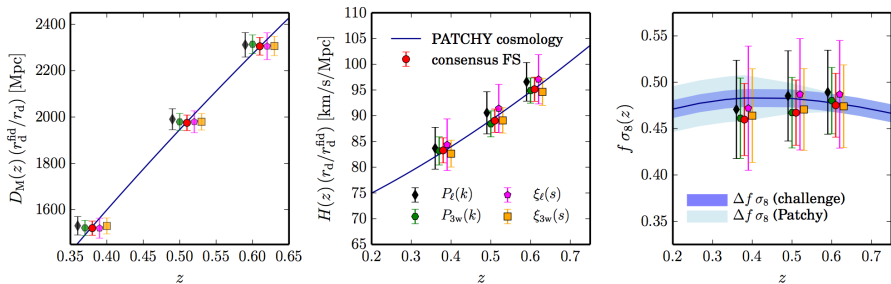 2400
2200
2000
1800
1600
D_M(z) (r_d^fid/r_d) [Mpc]
0.35 0.40 0.45 0.50 0.55 0.60 0.65
z
110
105
100
95
90
85
80
75
70
65
H(z) (r_d/r_d^fid) [km/s/Mpc]
PATCHY cosmology
consensus FS
P_ℓ(k)
P_3w(k)
ξ_ℓ(s)
ξ_3w(s)
0.2 0.3 0.4 0.5 0.6 0.7
z
0.55
0.50
0.45
0.40
0.35
f σ_8(z)
Δf σ_8 (challenge)
Δf σ_8 (Patchy)
0.2 0.3 0.4 0.5 0.6 0.7
z